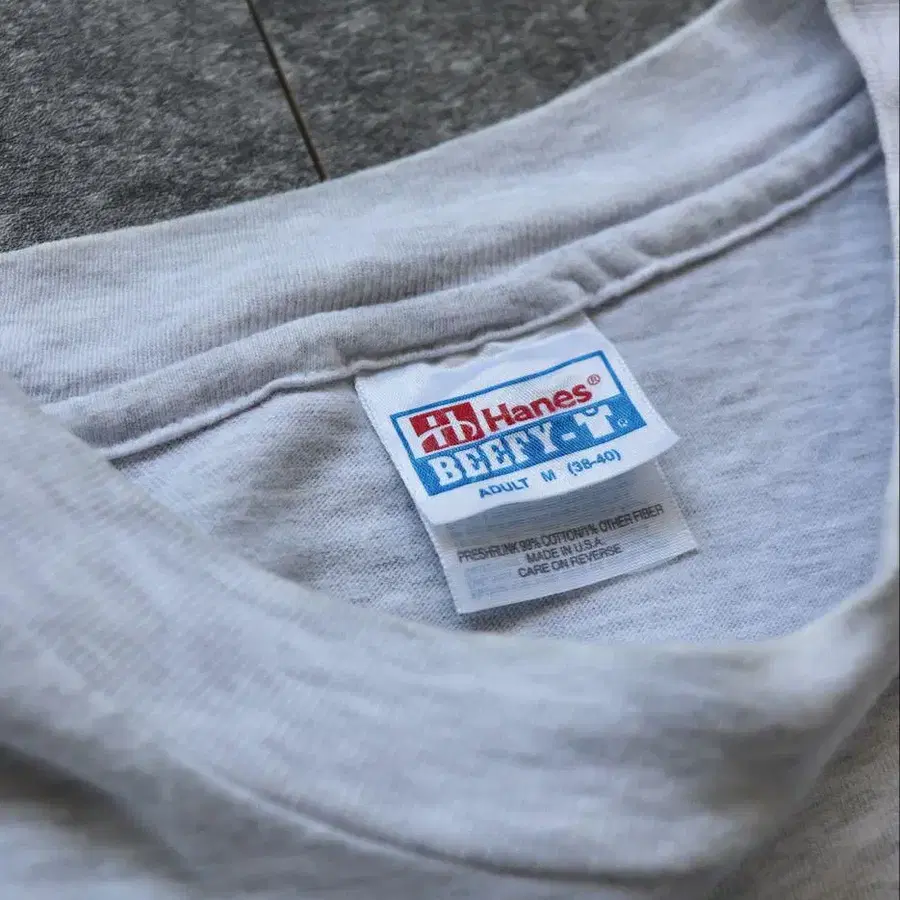 Hanes®
BEEFY-T®
ADULT M (38-40)
PRESHRUNK 99% COTTON/1% OTHER FIBER
MADE IN U.S.A.
CARE ON REVERSE